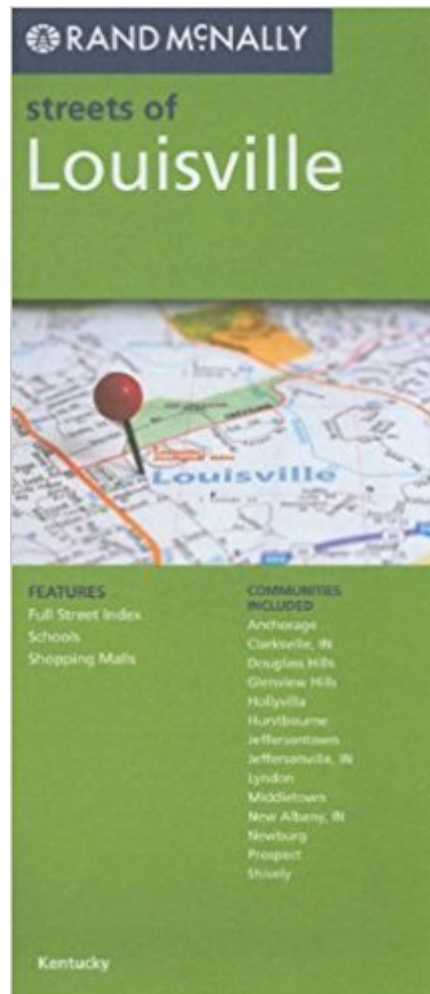 RAND McNALLY
streets of
Louisville
Louisville
FEATURES
Full Street Index
Schools
Shopping Malls
COMMUNITIES
INCLUDED
Anchorage
Clarksville, IN
Douglass Hills
Glenview Hills
Hollyvilla
Hurstbourne
Jeffersontown
Jeffersonville, IN
Lyndon
Middletown
New Albany, IN
Newburg
Prospect
Shively
Kentucky